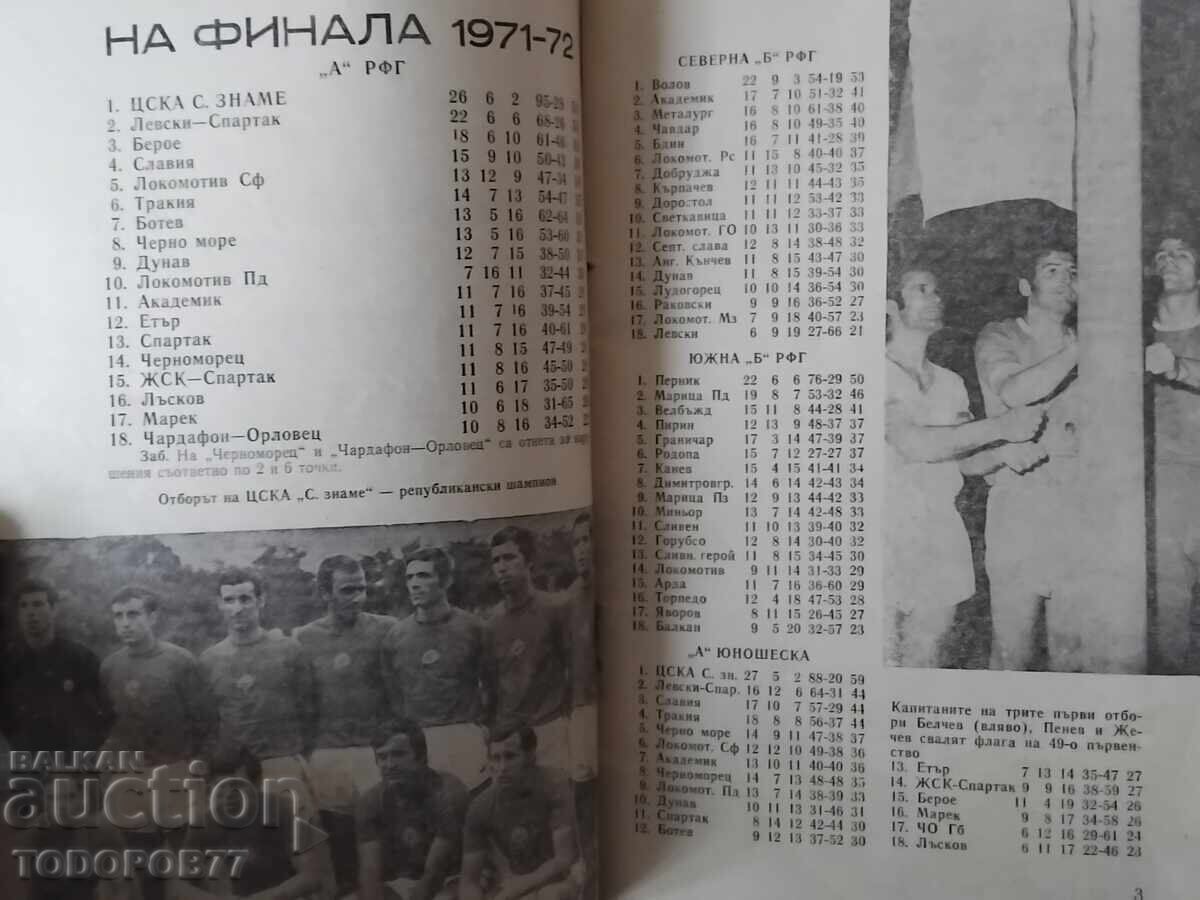 НА ФИНАЛА 1971-72
„А" РФГ
1. ЦСКА С. ЗНАМЕ 26 6 2 95-28
2. Левски—Спартак 22 6 6 68-26
3. Берое 18 6 10 61-46
4. Славия 15 9 10 50-43
5. Локомотив Сф 13 12 9 47-34
6. Тракия 14 7 13 54-47
7. Ботев 13 5 16 62-64
8. Черно море 13 5 16 53-60
9. Дунав 12 7 15 38-50
10. Локомотив Пд 7 16 11 32-44
11. Академик 11 7 16 37-45
12. Етър 11 7 16 39-54
13. Спартак 11 7 16 40-61
14. Черноморец 11 8 15 47-49
15. ЖСК—Спартак 11 8 16 45-50
16. Лъсков 11 6 17 35-50
17. Марек 10 6 18 31-65
18. Чардафон—Орловец 10 8 16 34-52
Заб. На „Черноморец" и „Чардафон—Орловец" са отнета за нару
шения съответно по 2 и 6 точки.
Отборът на ЦСКА „С. знаме" — републикански шампион
СЕВЕРНА „Б" РФГ
1. Волов 22 9 3 54-19 53
2. Академик 17 7 10 51-32 41
3. Металург 16 8 10 61-38 40
4. Чавдар 16 8 10 49-35 40
5. Бдин 16 7 11 41-28 39
6. Локомот. Рс 11 15 8 40-40 37
7. Добруджа 11 13 10 45-42 35
8. Кърпачев 12 11 11 44-43 35
9. Доростол 11 11 12 33-37 33
10. Светкавица 11 11 12 33-37 33
11. Локомот. ГО 10 13 11 30-36 33
12. Септ. слава 12 8 14 38-48 32
13. Анг. Кънчев 11 8 15 43-47 30
14. Дунав 11 8 15 39-54 30
15. Лудогорец 10 10 14 36-54 30
16. Раковски 9 9 16 36-52 27
17. Локомот. Мз 7 9 18 40-57 23
18. Левски 6 9 19 27-66 21
ЮЖНА „Б" РФГ
1. Перник 22 6 6 76-29 50
2. Марица Пд 19 8 7 53-32 46
3. Велбъжд 15 11 8 44-28 41
4. Пирин 12 13 9 48-37 37
5. Граничар 17 3 14 47-39 37
6. Родопа 15 7 12 27-27 37
7. Канев 15 4 15 41-41 34
8. Димитровгр. 14 6 14 42-43 34
9. Марица Пз 12 9 13 44-42 33
10. Миньор 13 7 14 42-48 33
11. Сливен 11 10 13 39-40 32
12. Горубсо 12 8 14 30-40 32
13. Сливн. герой 11 8 15 34-45 30
14. Локомотив 9 11 14 31-33 29
15. Арда 11 7 16 36-60 29
16. Торпедо 12 4 18 47-53 28
17. Яворов 8 11 15 26-45 27
18. Балкан 9 5 20 32-57 23
„А" ЮНОШЕСКА
1. ЦСКА С. зн. 27 5 2 88-20 59
2. Левски-Спар. 16 12 6 64-31 44
3. Славия 17 10 7 57-29 44
4. Тракия 18 8 8 56-37 44
5. Черно море 14 9 11 47-38 37
6. Локомот. Сф 12 12 10 49-38 36
7. Академик 13 10 11 40-40 36
8. Черноморец 14 7 13 48-48 35
9. Локомот. Пд 13 7 14 38-39 33
10. Дунав 10 11 13 31-46 31
11. Спартак 8 14 12 42-44 30
12. Ботев 9 12 13 37-52 30
Капитаните на трите първи отбо-
ри Белчев (вляво), Пенев и Же-
чев свалят флага на 49-о първен-
ство
13. Етър 7 13 14 35-47 27
14. ЖСК-Спартак 9 9 16 38-59 27
15. Берое 11 4 19 32-54 26
16. Марек 9 8 17 34-58 26
17. ЧО Гб 6 12 16 29-61 24
18. Лъсков 6 11 17 22-46 23
3
BALKAN
auction
TODOROB77